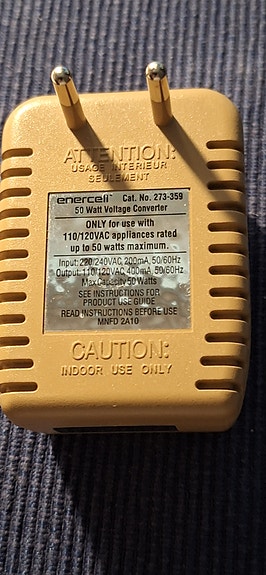 ATTENTION:
USAGE INTERIEUR
SEULEMENT
enercell Cat. No. 273-359
50 Watt Voltage Converter
ONLY for use with
110/120VAC appliances rated
up to 50 watts maximum.
Input: 220/240VAC 200mA, 50/60Hz
Output: 110/120VAC 400mA, 50/60Hz
Max Capacity 50 Watts
SEE INSTRUCTIONS FOR
PRODUCT USE GUIDE
READ INSTRUCTIONS BEFORE USE
MNFD 2A10
CAUTION:
INDOOR USE ONLY